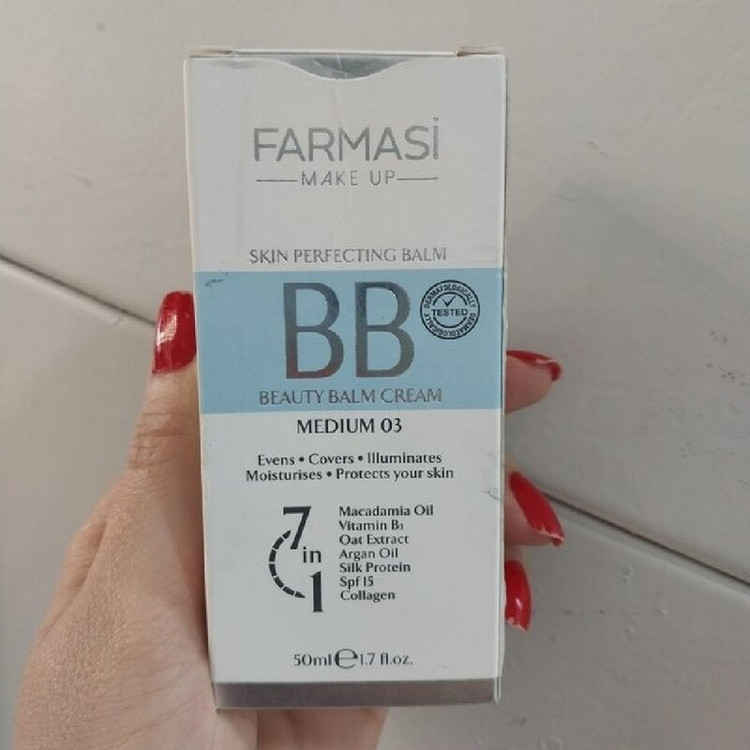 FARMASİ
MAKE UP
SKIN PERFECTING BALM
BB
DERMATOLOGICALLY
TESTED
DERMATOLOGICALLY
BEAUTY BALM CREAM
MEDIUM 03
Evens • Covers • Illuminates
Moisturises • Protects your skin
7 in 1
Macadamia Oil
Vitamin B₃
Oat Extract
Argan Oil
Silk Protein
Spf 15
Collagen
50ml ℮ 1.7 fl.oz.